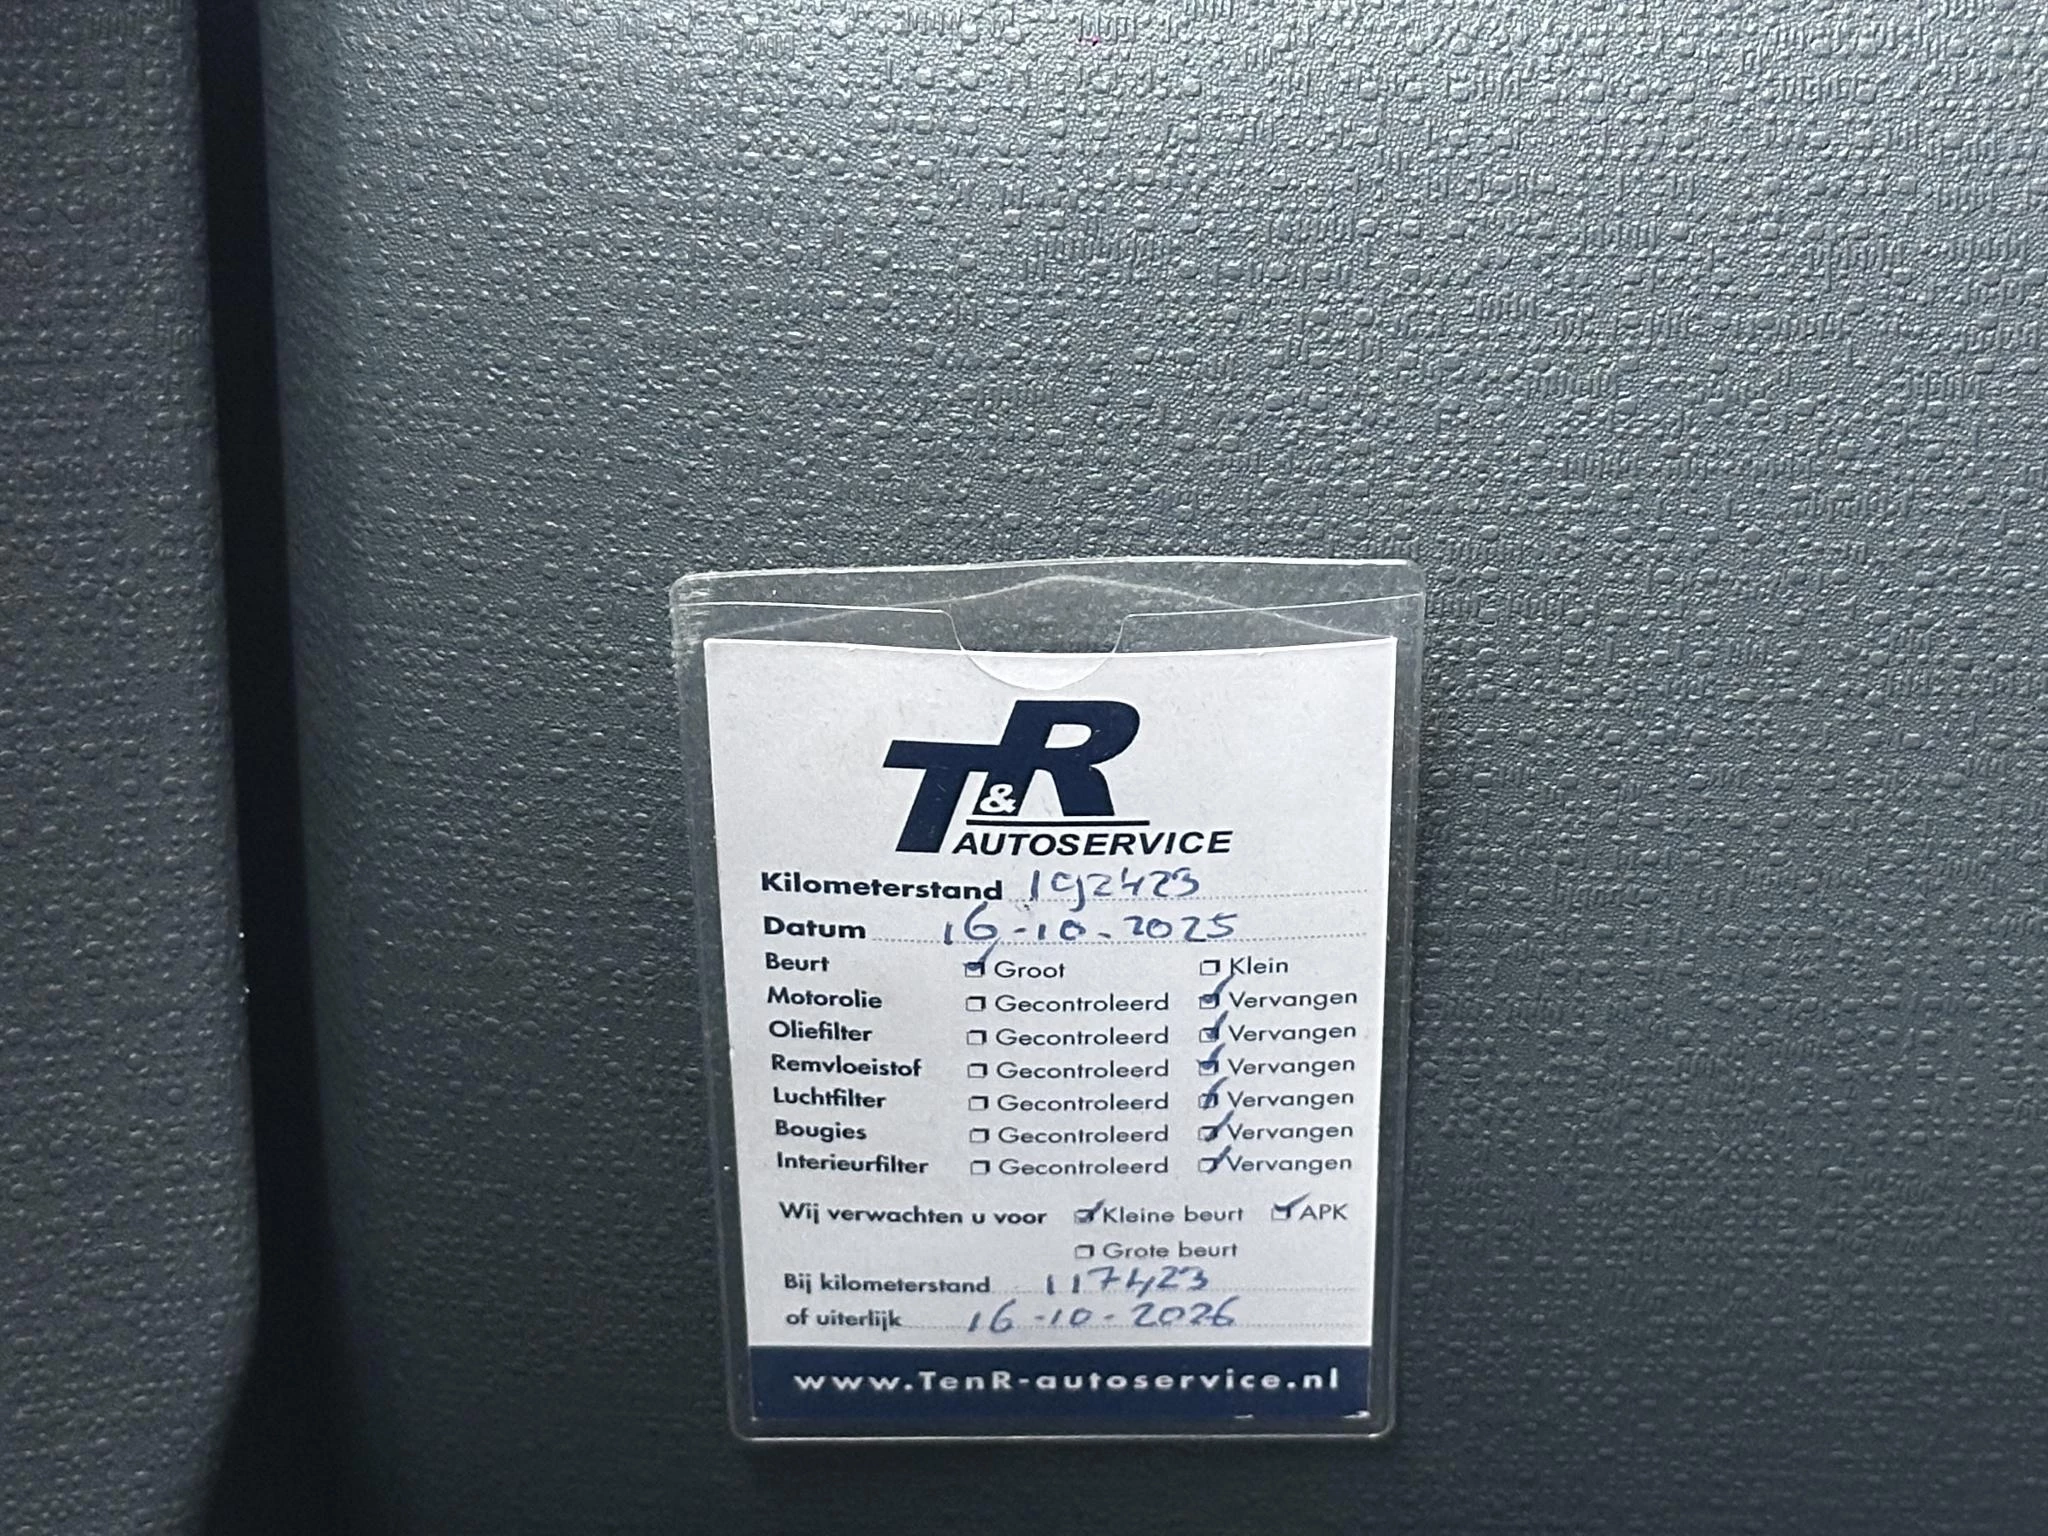 T&R
AUTOSERVICE
Kilometerstand 192423
Datum 16-10-2025
Beurt ☑ Groot ☐ Klein
Motorolie ☐ Gecontroleerd ☑ Vervangen
Oliefilter ☐ Gecontroleerd ☑ Vervangen
Remvloeistof ☐ Gecontroleerd ☑ Vervangen
Luchtfilter ☐ Gecontroleerd ☑ Vervangen
Bougies ☐ Gecontroleerd ☑ Vervangen
Interieurfilter ☐ Gecontroleerd ☑ Vervangen
Wij verwachten u voor ☑ Kleine beurt ☑ APK
☐ Grote beurt
Bij kilometerstand 117423
of uiterlijk 16-10-2026
www.TenR-autoservice.nl